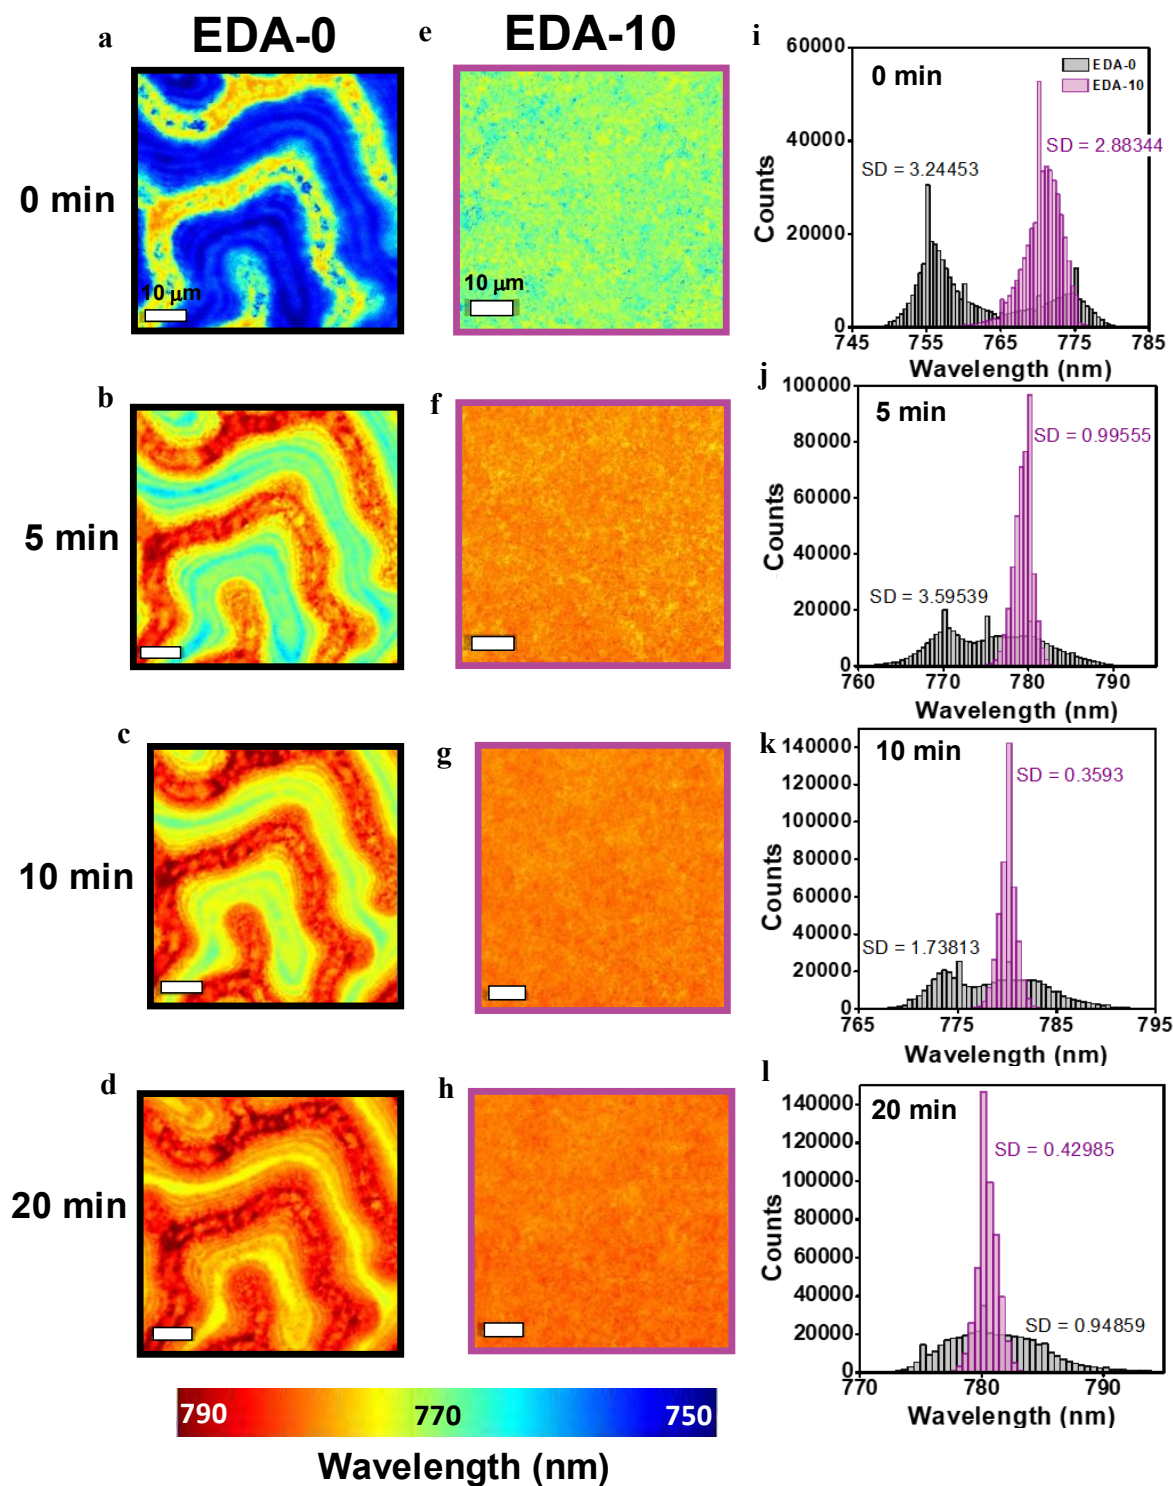 EDA-0
EDA-10
a
e
i
0 min
10 μm
10 μm
60000
40000
20000
0
Counts
0 min
EDA-0
EDA-10
SD = 3.24453
SD = 2.88344
745 755 765 775 785
Wavelength (nm)
b
f
j
5 min
100000
80000
60000
40000
20000
0
Counts
5 min
SD = 0.99555
SD = 3.59539
760 770 780 790
Wavelength (nm)
c
g
k
10 min
140000
120000
100000
80000
60000
40000
20000
0
Counts
10 min
SD = 0.3593
SD = 1.73813
765 775 785 795
Wavelength (nm)
d
h
l
20 min
140000
120000
100000
80000
60000
40000
20000
0
Counts
20 min
SD = 0.42985
SD = 0.94859
770 780 790
Wavelength (nm)
790 770 750
Wavelength (nm)